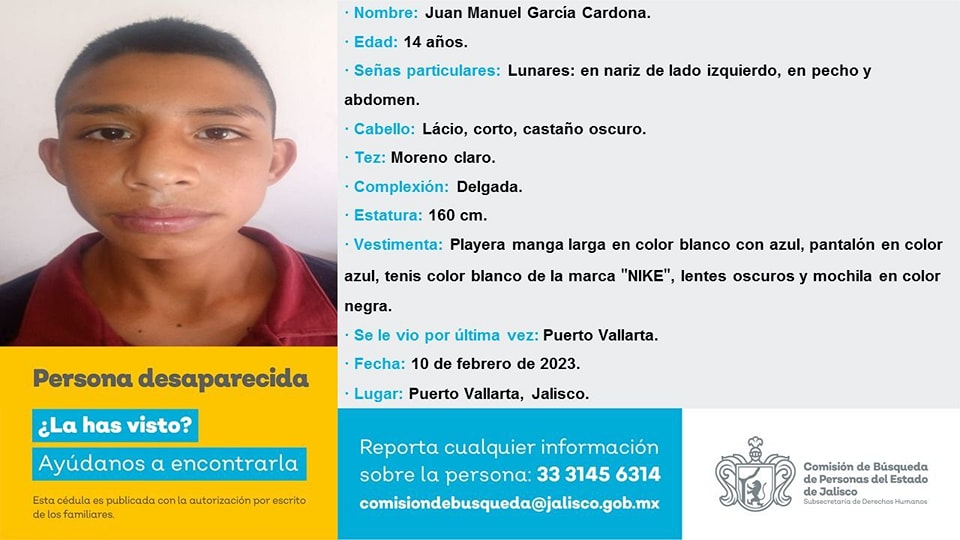 · Nombre: Juan Manuel García Cardona.
· Edad: 14 años.
· Señas particulares: Lunares: en nariz de lado izquierdo, en pecho y
abdomen.
· Cabello: Lácio, corto, castaño oscuro.
· Tez: Moreno claro.
· Complexión: Delgada.
· Estatura: 160 cm.
· Vestimenta: Playera manga larga en color blanco con azul, pantalón en color
azul, tenis color blanco de la marca "NIKE", lentes oscuros y mochila en color
negra.
· Se le vio por última vez: Puerto Vallarta.
· Fecha: 10 de febrero de 2023.
· Lugar: Puerto Vallarta, Jalisco.
Persona desaparecida
¿La has visto?
Ayúdanos a encontrarla
Esta cédula es publicada con la autorización por escrito
de los familiares.
Reporta cualquier información
sobre la persona: 33 3145 6314
comisiondebusqueda@jalisco.gob.mx
Comisión de Búsqueda
de Personas del Estado
de Jalisco
Subsecretaría de Derechos Humanos